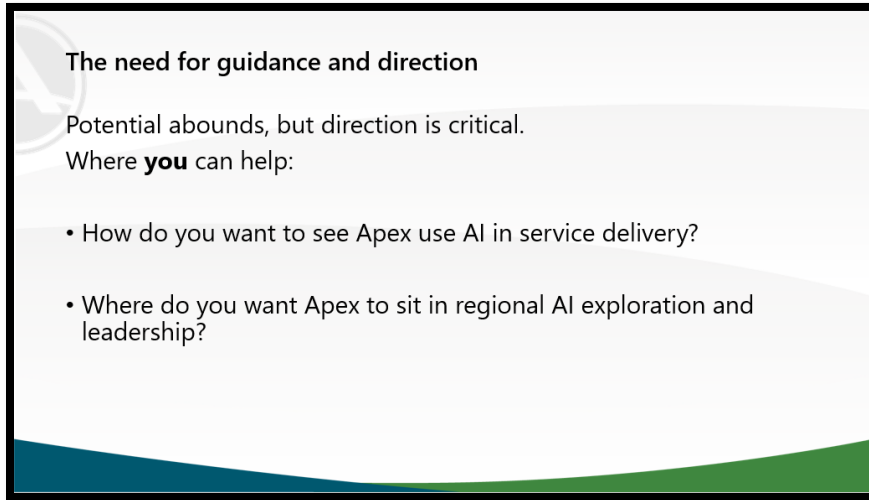 The need for guidance and direction
Potential abounds, but direction is critical.
Where you can help:
• How do you want to see Apex use AI in service delivery?
• Where do you want Apex to sit in regional AI exploration and
leadership?